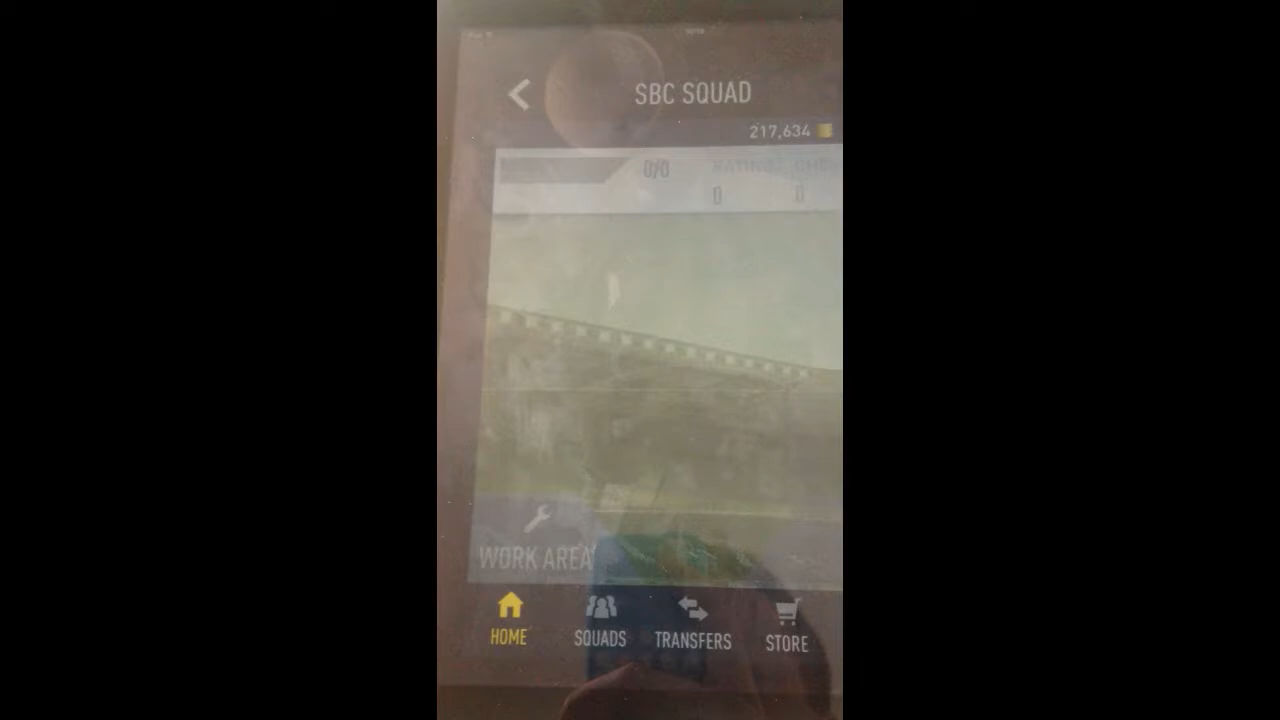 SBC SQUAD
217,634
0/0
0 0
WORK AREA
HOME SQUADS TRANSFERS STORE